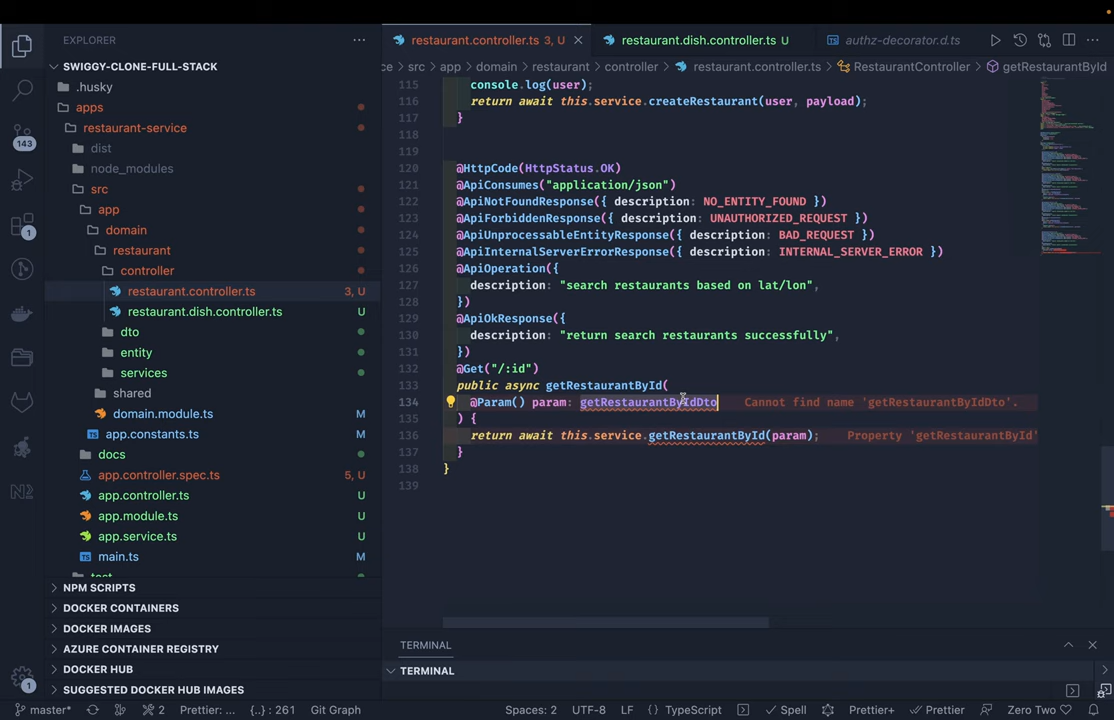 EXPLORER
SWIGGY-CLONE-FULL-STACK
.husky
apps
restaurant-service
dist
node_modules
src
app
domain
restaurant
controller
restaurant.controller.ts 3, U
restaurant.dish.controller.ts U
dto
entity
services
shared
domain.module.ts M
app.constants.ts M
docs
app.controller.spec.ts 5, U
app.controller.ts U
app.module.ts U
app.service.ts U
main.ts M
test
NPM SCRIPTS
DOCKER CONTAINERS
DOCKER IMAGES
AZURE CONTAINER REGISTRY
DOCKER HUB
SUGGESTED DOCKER HUB IMAGES
143
1
1
restaurant.controller.ts 3, U
restaurant.dish.controller.ts U
authz-decorator.d.ts
ce > src > app > domain > restaurant > controller > restaurant.controller.ts > RestaurantController > getRestaurantById
115 console.log(user);
116 return await this.service.createRestaurant(user, payload);
117 }
118
119
120 @HttpCode(HttpStatus.OK)
121 @ApiConsumes("application/json")
122 @ApiNotFoundResponse({ description: NO_ENTITY_FOUND })
123 @ApiForbiddenResponse({ description: UNAUTHORIZED_REQUEST })
124 @ApiUnprocessableEntityResponse({ description: BAD_REQUEST })
125 @ApiInternalServerErrorResponse({ description: INTERNAL_SERVER_ERROR })
126 @ApiOperation({
127 description: "search restaurants based on lat/lon",
128 })
129 @ApiOkResponse({
130 description: "return search restaurants successfully",
131 })
132 @Get("/:id")
133 public async getRestaurantById(
134 @Param() param: getRestaurantByIdDto Cannot find name 'getRestaurantByIdDto'.
135 ) {
136 return await this.service.getRestaurantById(param); Property 'getRestaurantById'
137 }
138 }
139
TERMINAL
TERMINAL
master* 2 Prettier: ... {..} : 261 Git Graph Spaces: 2 UTF-8 LF TypeScript Spell Prettier+ Prettier Zero Two